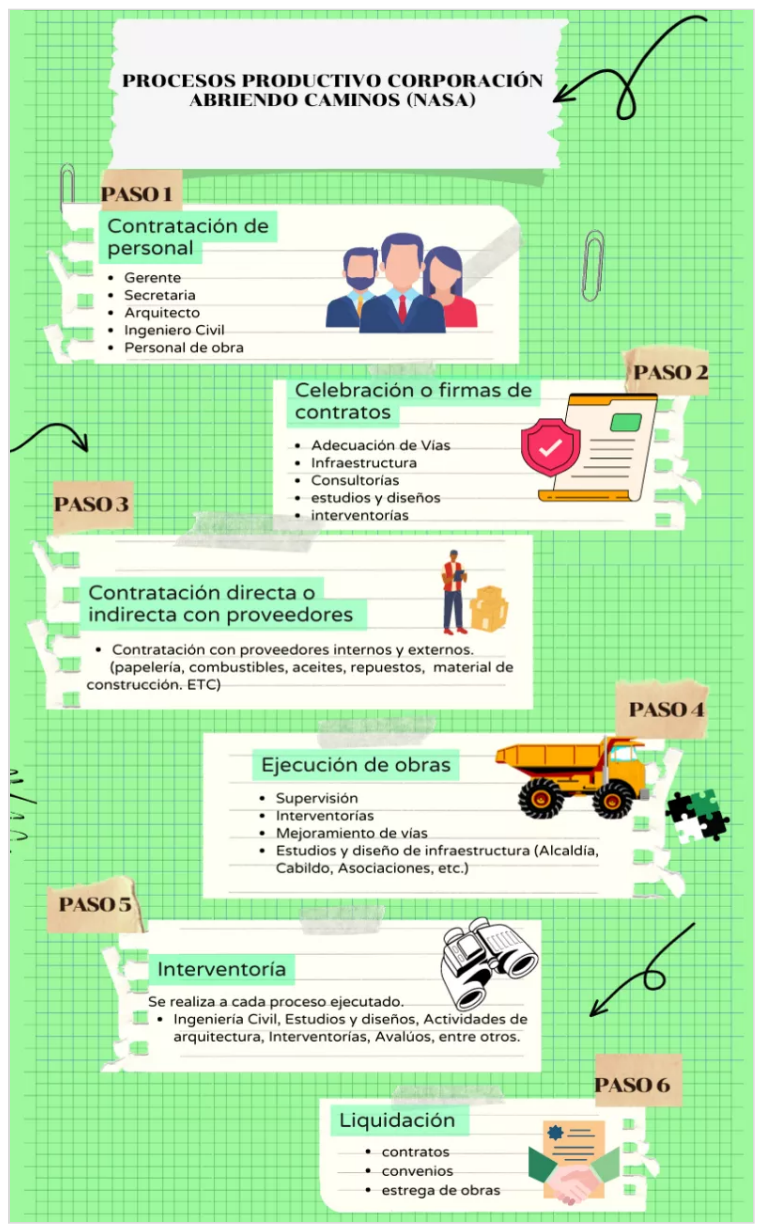 PROCESOS PRODUCTIVO CORPORACIÓN
ABRIENDO CAMINOS (NASA)
PASO 1
Contratación de
personal
• Gerente
• Secretaria
• Arquitecto
• Ingeniero Civil
• Personal de obra
PASO 2
Celebración o firmas de
contratos
• Adecuación de Vías
• Infraestructura
• Consultorías
• estudios y diseños
• interventorías
PASO 3
Contratación directa o
indirecta con proveedores
• Contratación con proveedores internos y externos.
(papelería, combustibles, aceites, repuestos, material de
construcción. ETC)
PASO 4
Ejecución de obras
• Supervisión
• Interventorías
• Mejoramiento de vías
• Estudios y diseño de infraestructura (Alcaldía,
Cabildo, Asociaciones, etc.)
PASO 5
Interventoría
Se realiza a cada proceso ejecutado.
• Ingeniería Civil, Estudios y diseños, Actividades de
arquitectura, Interventorías, Avalúos, entre otros.
PASO 6
Liquidación
• contratos
• convenios
• estrega de obras